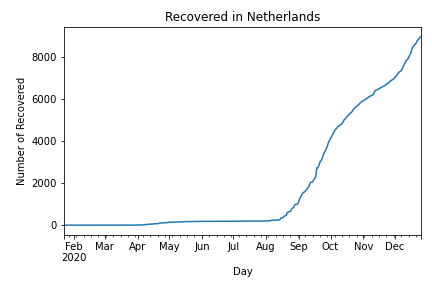 Recovered in Netherlands
Number of Recovered
8000
6000
4000
2000
0
Feb Mar Apr May Jun Jul Aug Sep Oct Nov Dec
2020
Day